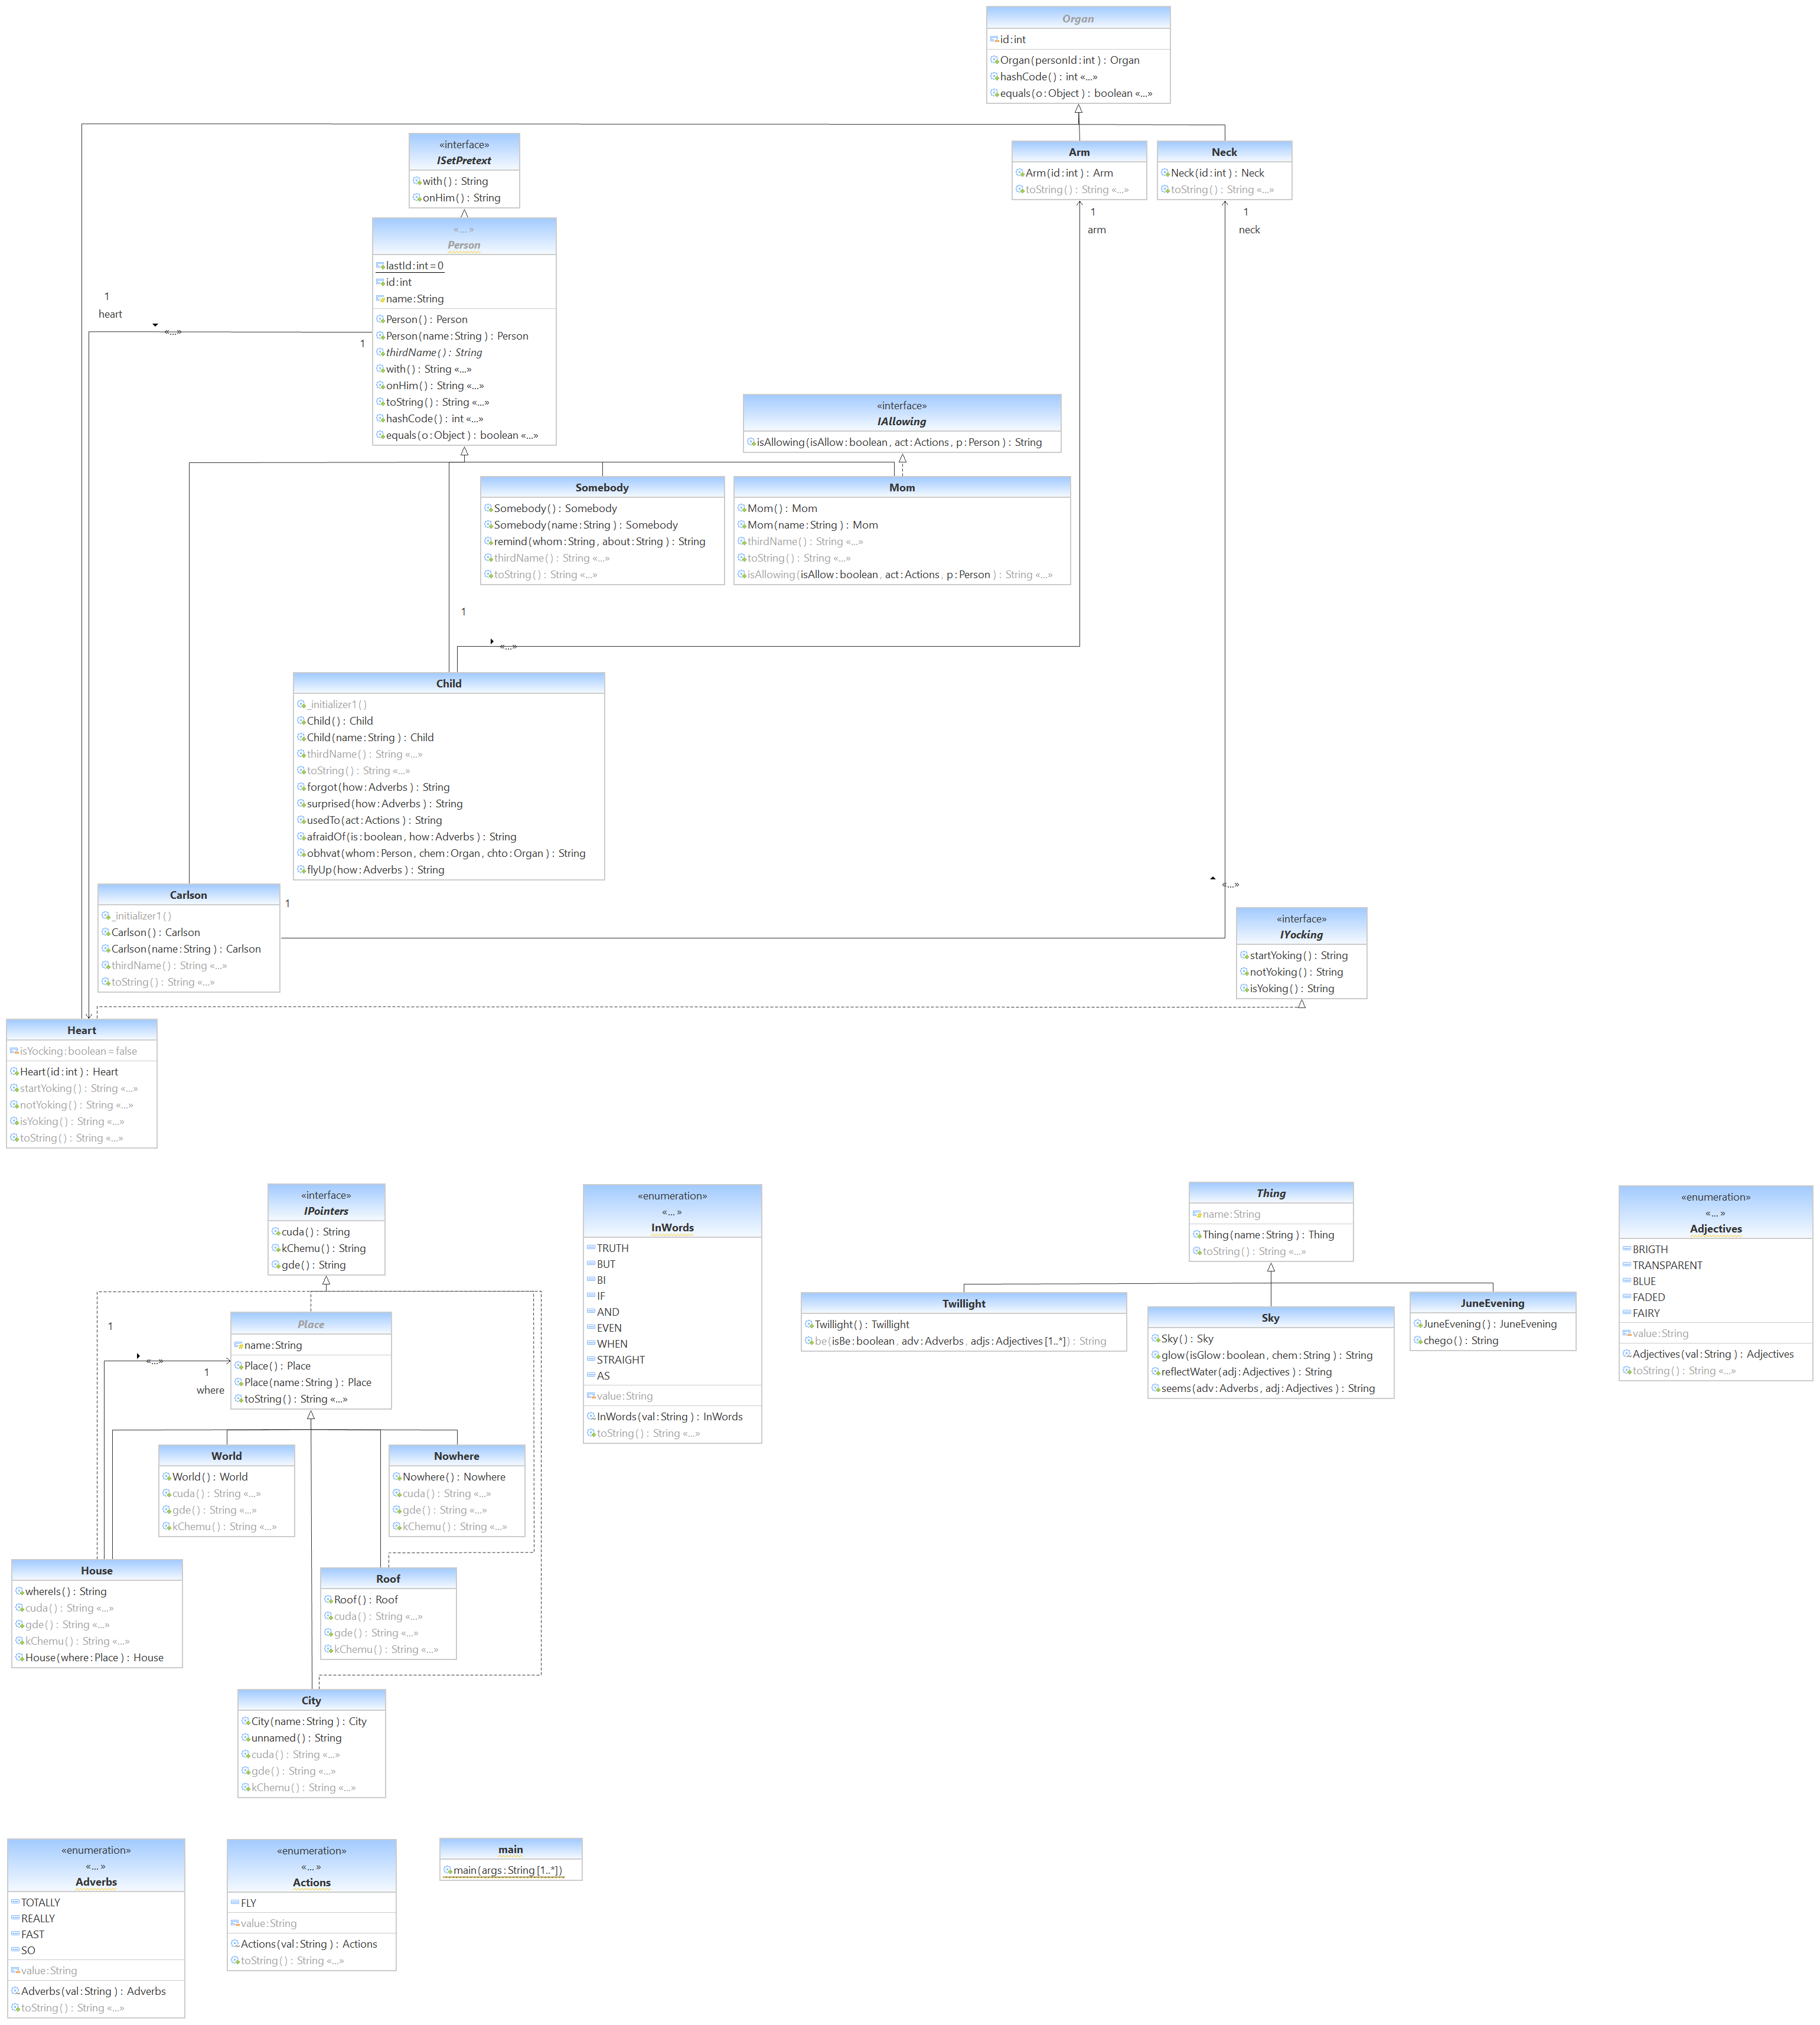 Organ
id:int
Organ(personId:int) : Organ
hashCode() : int «...»
equals(o:Object) : boolean «...»
«interface»
ISetPretext
with() : String
onHim() : String
Arm
Arm(id:int) : Arm
toString() : String «...»
Neck
Neck(id:int) : Neck
toString() : String «...»
1
arm
1
neck
«...»
Person
lastId:int=0
id:int
name:String
Person() : Person
Person(name:String) : Person
thirdName() : String
with() : String «...»
onHim() : String «...»
toString() : String «...»
hashCode() : int «...»
equals(o:Object) : boolean «...»
1
heart
«...»
1
«interface»
IAllowing
isAllowing(isAllow:boolean, act:Actions, p:Person) : String
Somebody
Somebody() : Somebody
Somebody(name:String) : Somebody
remind(whom:String, about:String) : String
thirdName() : String «...»
toString() : String «...»
Mom
Mom() : Mom
Mom(name:String) : Mom
thirdName() : String «...»
toString() : String «...»
isAllowing(isAllow:boolean, act:Actions, p:Person) : String «...»
1
«...»
Child
_initializer1()
Child() : Child
Child(name:String) : Child
thirdName() : String «...»
toString() : String «...»
forgot(how:Adverbs) : String
surprised(how:Adverbs) : String
usedTo(act:Actions) : String
afraidOf(is:boolean, how:Adverbs) : String
obhvat(whom:Person, chem:Organ, chto:Organ) : String
flyUp(how:Adverbs) : String
Carlson
_initializer1()
Carlson() : Carlson
Carlson(name:String) : Carlson
thirdName() : String «...»
toString() : String «...»
1
«...»
«interface»
IYocking
startYoking() : String
notYoking() : String
isYoking() : String
Heart
isYocking:boolean=false
Heart(id:int) : Heart
startYoking() : String «...»
notYoking() : String «...»
isYoking() : String «...»
toString() : String «...»
«interface»
IPointers
cuda() : String
kChemu() : String
gde() : String
«enumeration»
«...»
InWords
TRUTH
BUT
BI
IF
AND
EVEN
WHEN
STRAIGHT
AS
value:String
InWords(val:String) : InWords
toString() : String «...»
Thing
name:String
Thing(name:String) : Thing
toString() : String «...»
«enumeration»
«...»
Adjectives
BRIGTH
TRANSPARENT
BLUE
FADED
FAIRY
value:String
Adjectives(val:String) : Adjectives
toString() : String «...»
Twillight
Twillight() : Twillight
be(isBe:boolean, adv:Adverbs, adjs:Adjectives[1..*]) : String
Sky
Sky() : Sky
glow(isGlow:boolean, chem:String) : String
reflectWater(adj:Adjectives) : String
seems(adv:Adverbs, adj:Adjectives) : String
JuneEvening
JuneEvening() : JuneEvening
chego() : String
Place
name:String
Place() : Place
Place(name:String) : Place
toString() : String «...»
1
«...»
1
where
World
World() : World
cuda() : String «...»
gde() : String «...»
kChemu() : String «...»
Nowhere
Nowhere() : Nowhere
cuda() : String «...»
gde() : String «...»
kChemu() : String «...»
House
whereIs() : String
cuda() : String «...»
gde() : String «...»
kChemu() : String «...»
House(where:Place) : House
Roof
Roof() : Roof
cuda() : String «...»
gde() : String «...»
kChemu() : String «...»
City
City(name:String) : City
unnamed() : String
cuda() : String «...»
gde() : String «...»
kChemu() : String «...»
«enumeration»
«...»
Adverbs
TOTALLY
REALLY
FAST
SO
value:String
Adverbs(val:String) : Adverbs
toString() : String «...»
«enumeration»
«...»
Actions
FLY
value:String
Actions(val:String) : Actions
toString() : String «...»
main
main(args:String[1..*])